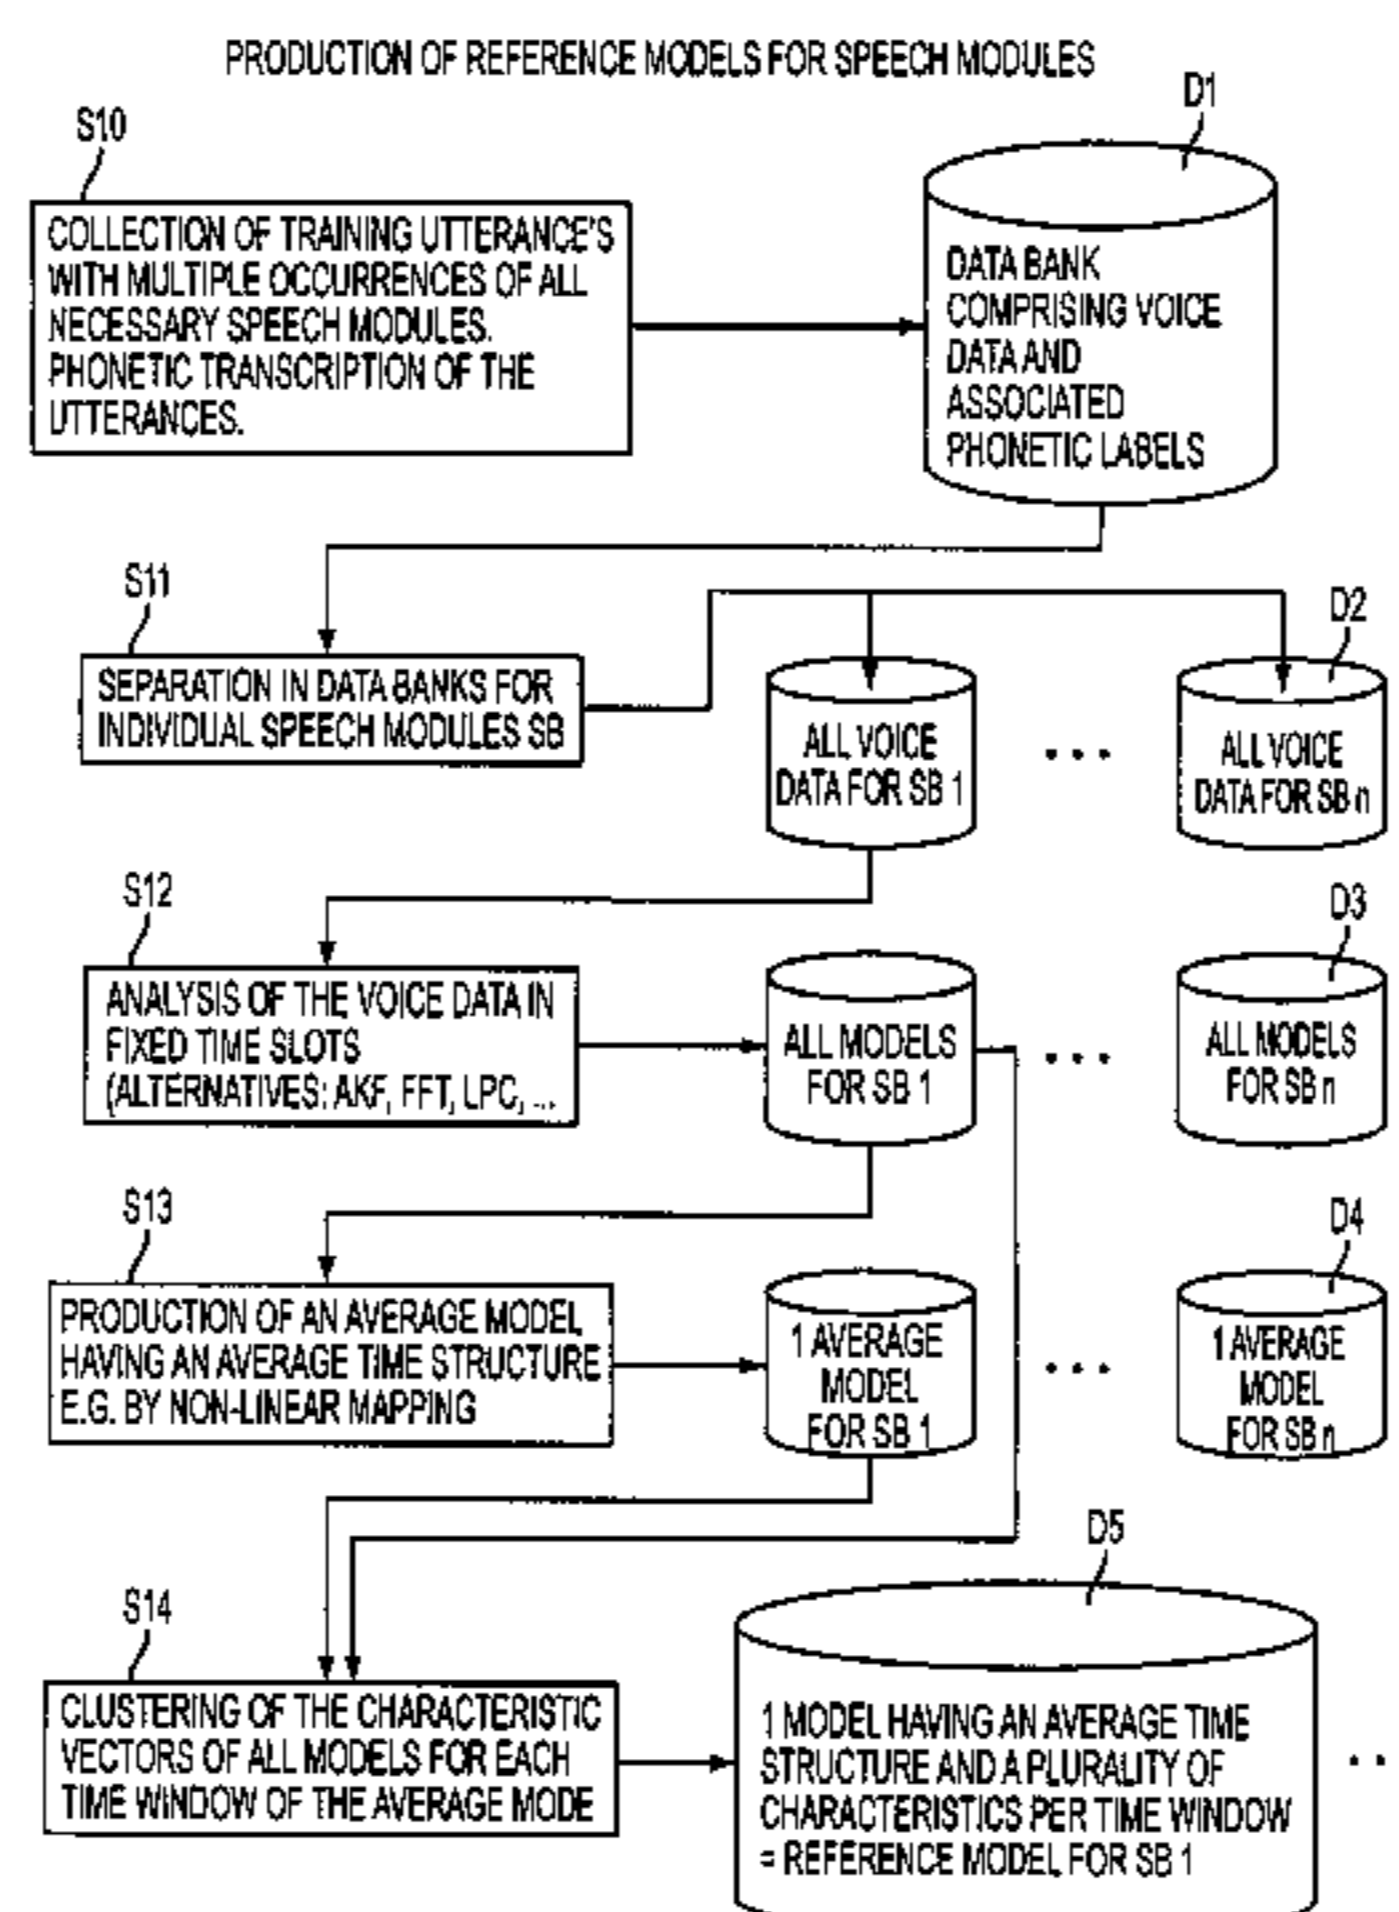 PRODUCTION OF REFERENCE MODELS FOR SPEECH MODULES
D1
S10
COLLECTION OF TRAINING UTTERANCE'S
WITH MULTIPLE OCCURRENCES OF ALL
NECESSARY SPEECH MODULES.
PHONETIC TRANSCRIPTION OF THE
UTTERANCES.
DATA BANK
COMPRISING VOICE
DATA AND
ASSOCIATED
PHONETIC LABELS
S11
SEPARATION IN DATA BANKS FOR
INDIVIDUAL SPEECH MODULES SB
D2
ALL VOICE
DATA FOR SB 1
. . .
ALL VOICE
DATA FOR SB n
S12
ANALYSIS OF THE VOICE DATA IN
FIXED TIME SLOTS
(ALTERNATIVES: AKF, FFT, LPC, ...
D3
ALL MODELS
FOR SB 1
. . .
ALL MODELS
FOR SB n
S13
PRODUCTION OF AN AVERAGE MODEL
HAVING AN AVERAGE TIME STRUCTURE
E.G. BY NON-LINEAR MAPPING
D4
1 AVERAGE
MODEL
FOR SB 1
. . .
1 AVERAGE
MODEL
FOR SB n
S14
CLUSTERING OF THE CHARACTERISTIC
VECTORS OF ALL MODELS FOR EACH
TIME WINDOW OF THE AVERAGE MODE
D5
1 MODEL HAVING AN AVERAGE TIME
STRUCTURE AND A PLURALITY OF
CHARACTERISTICS PER TIME WINDOW
= REFERENCE MODEL FOR SB 1
. .